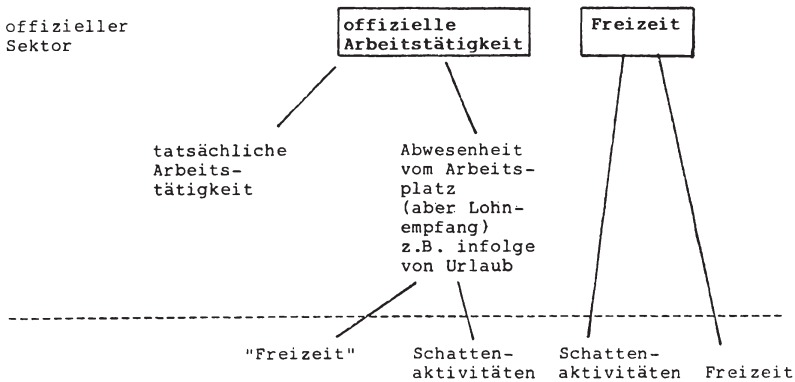 offizieller
Sektor
offizielle
Arbeitstätigkeit
Freizeit
tatsächliche
Arbeits-
tätigkeit
Abwesenheit
vom Arbeits-
platz
(aber Lohn-
empfang)
z.B. infolge
von Urlaub
"Freizeit"
Schatten-
aktivitäten
Schatten-
aktivitäten
Freizeit